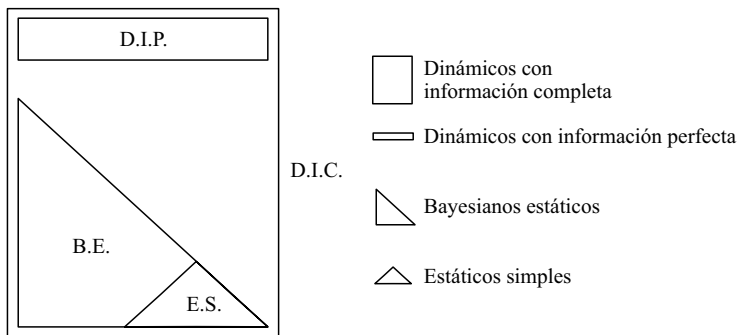 D.I.P.
D.I.C.
B.E.
E.S.
Dinámicos con
información completa
Dinámicos con información perfecta
Bayesianos estáticos
Estáticos simples